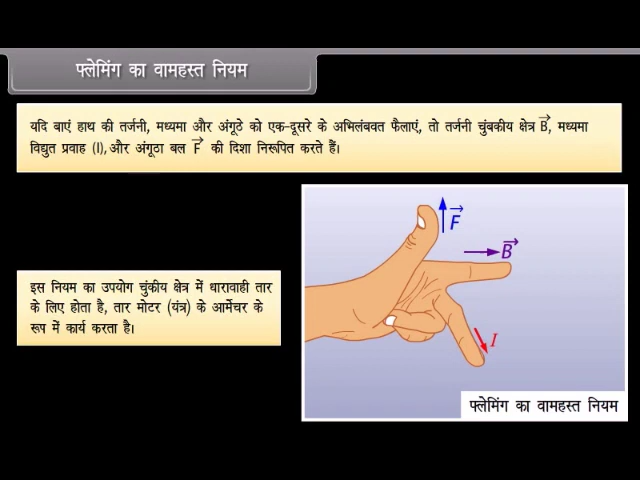 फ्लेमिंग का वामहस्त नियम
यदि बाएं हाथ की तर्जनी, मध्यमा और अंगूठे को एक-दूसरे के अभिलंबवत फैलाएं, तो तर्जनी चुंबकीय क्षेत्र B⃗, मध्यमा
विद्युत प्रवाह (I), और अंगूठा बल F⃗ की दिशा निरूपित करते हैं।
F⃗
B⃗
इस नियम का उपयोग चुंकीय क्षेत्र में धारावाही तार
के लिए होता है, तार मोटर (यंत्र) के आर्मेचर के
रूप में कार्य करता है।
I
फ्लेमिंग का वामहस्त नियम